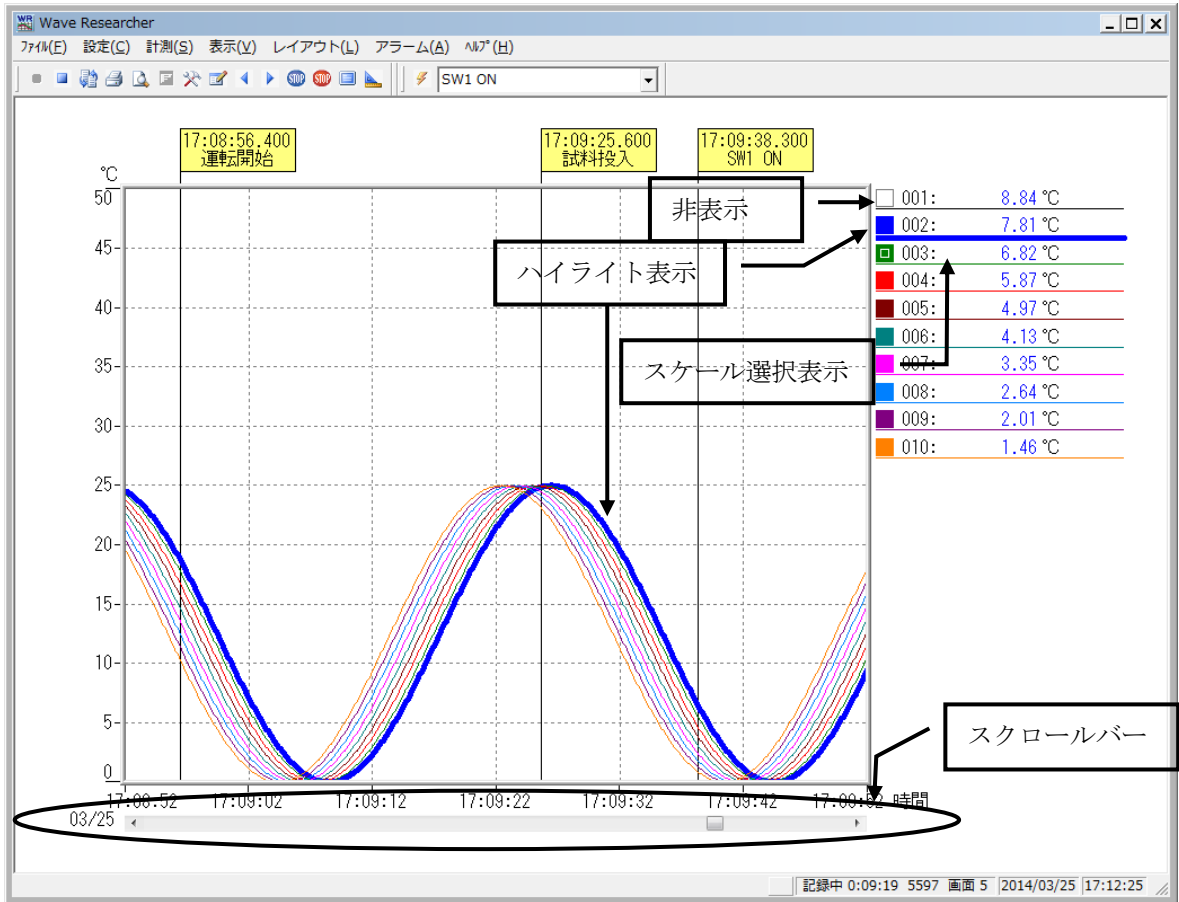 Wave Researcher
ﾌｧｲﾙ(F) 設定(C) 計測(S) 表示(V) レイアウト(L) アラーム(A) ﾍﾙﾌﾟ(H)
STOP STOP SW1 ON
17:08:56.400
運転開始
17:09:25.600
試料投入
17:09:38.300
SW1 ON
℃
50
45
40
35
30
25
20
15
10
5
0
非表示
ハイライト表示
スケール選択表示
スクロールバー
001: 8.84 ℃
002: 7.81 ℃
003: 6.82 ℃
004: 5.87 ℃
005: 4.97 ℃
006: 4.13 ℃
007: 3.35 ℃
008: 2.64 ℃
009: 2.01 ℃
010: 1.46 ℃
17:08:52 17:09:02 17:09:12 17:09:22 17:09:32 17:09:42 17:09:52 時間
03/25
記録中 0:09:19 5597 画面 5 2014/03/25 17:12:25